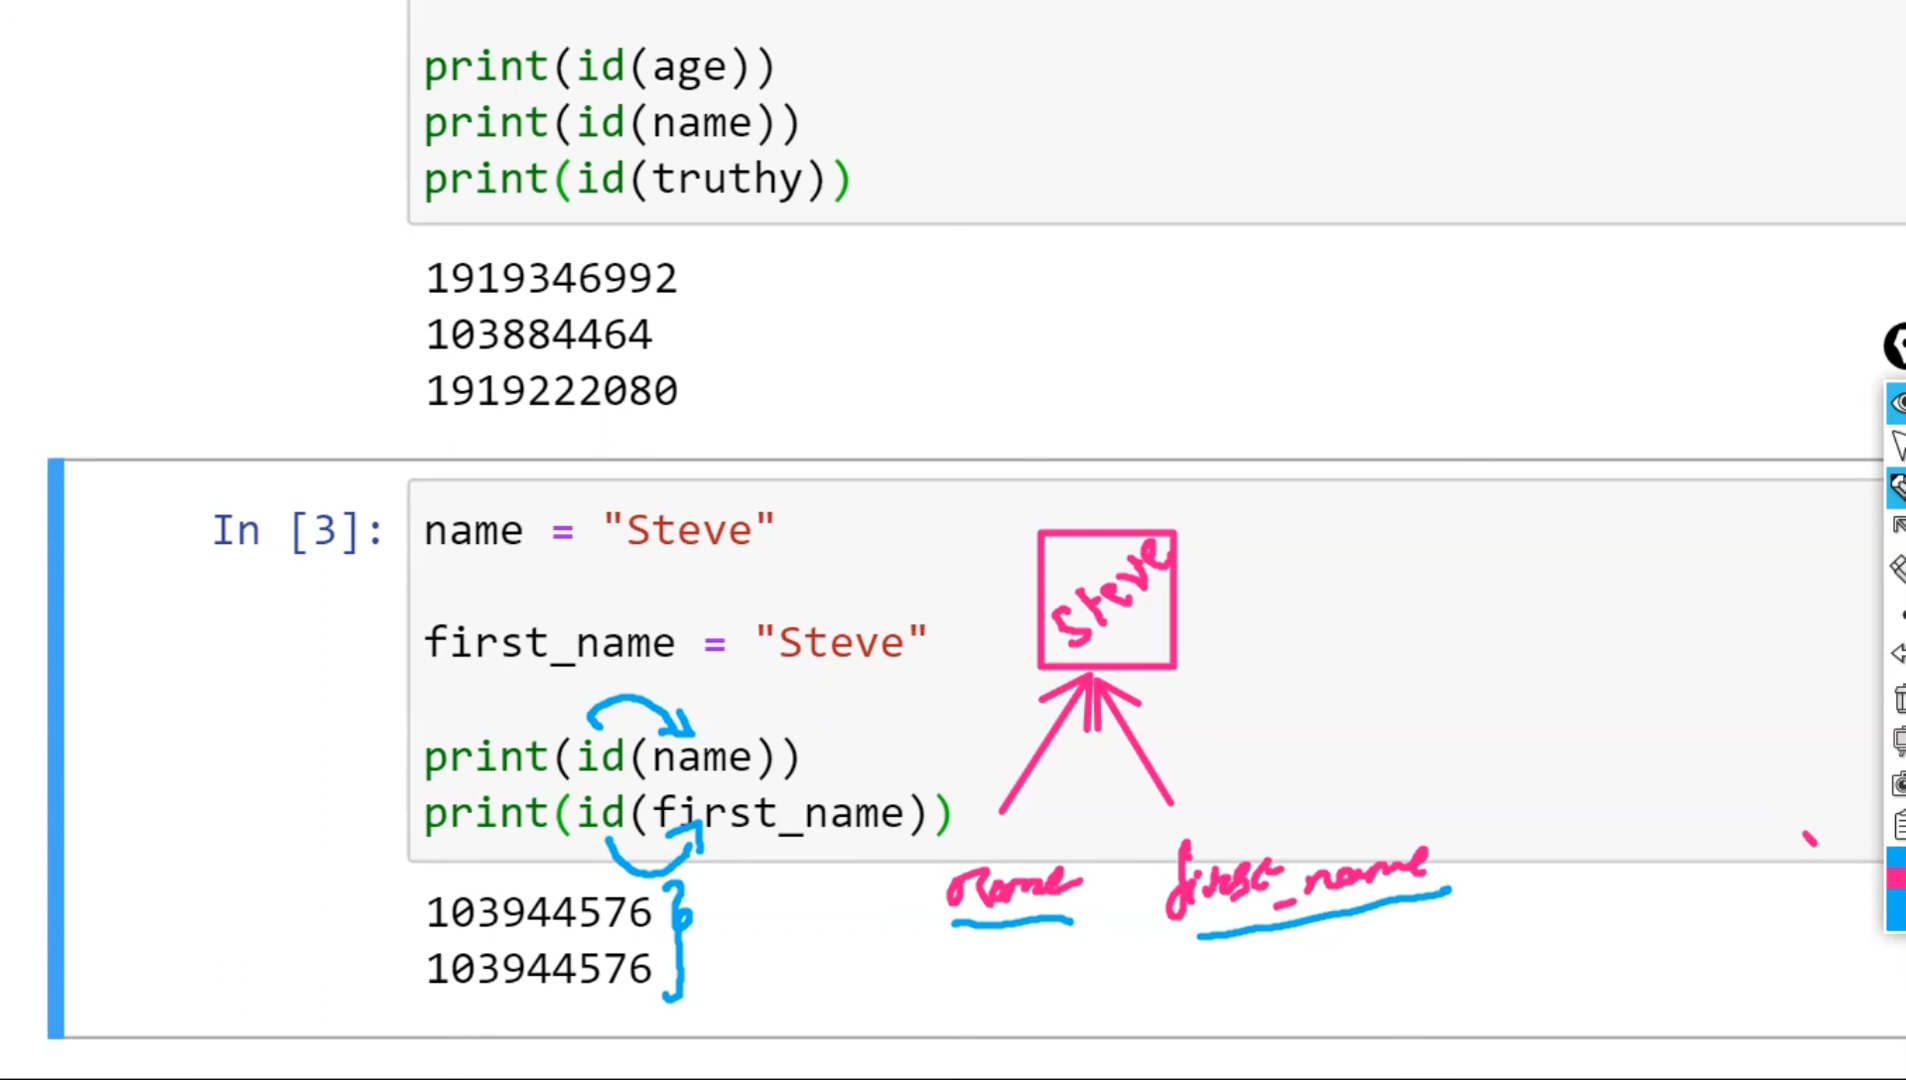 print(id(age))
print(id(name))
print(id(truthy))
1919346992
103884464
1919222080
In [3]:
name = "Steve"
first_name = "Steve"
print(id(name))
print(id(first_name))
103944576
103944576
Steve
name
first_name